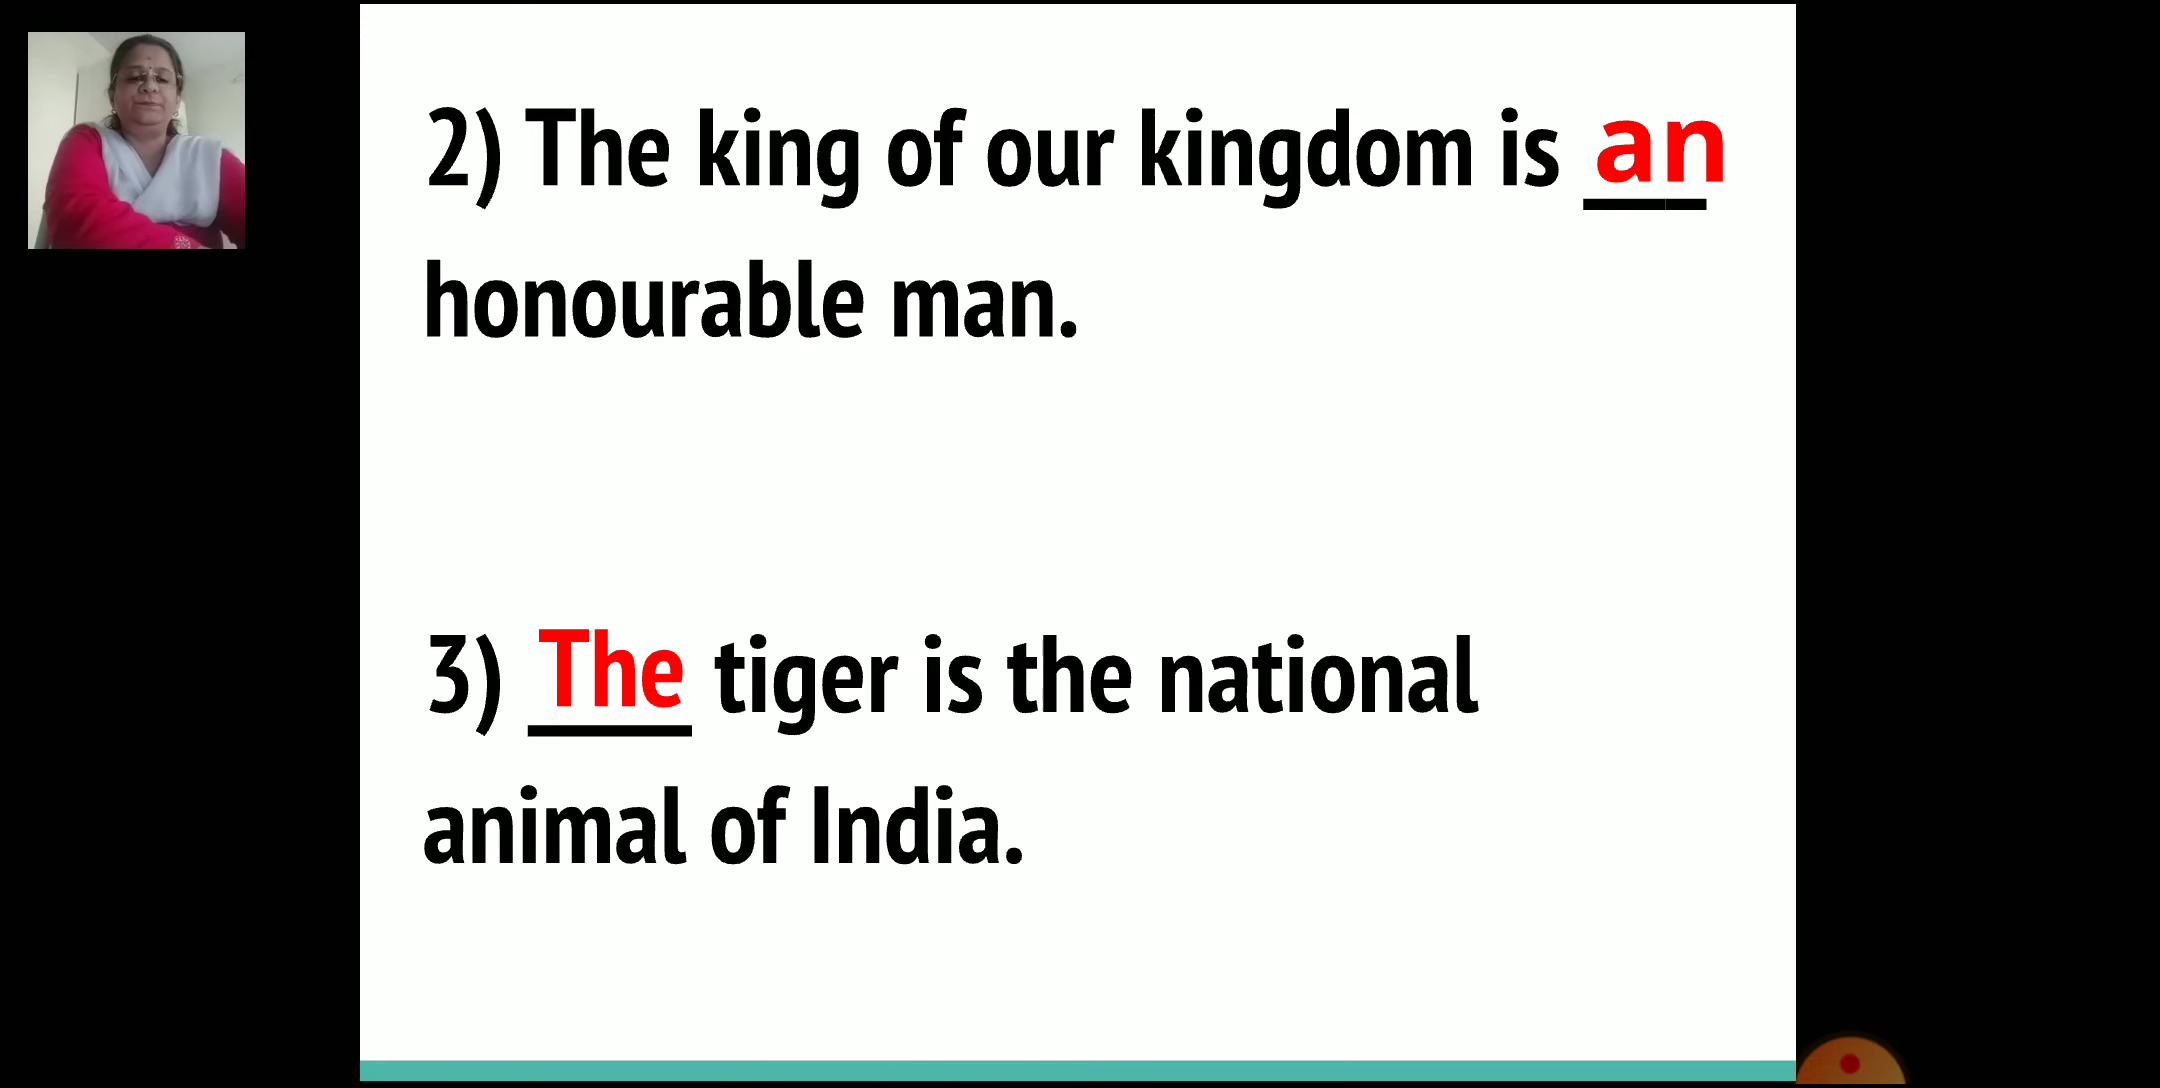 2) The king of our kingdom is an
honourable man.
3) The tiger is the national
animal of India.